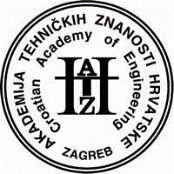 AKADEMIJA TEHNIČKIH ZNANOSTI HRVATSKE
Croatian Academy of Engineering
HATZ
ZAGREB